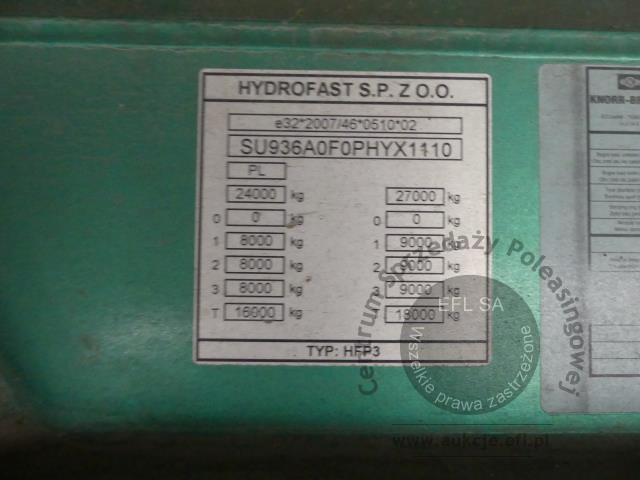 HYDROFAST S.P. Z O.O.
e32*2007/46*0510*02
SU936A0F0PHYX1110
PL
24000 kg 27000 kg
0 0 kg 0 0 kg
1 8000 kg 1 9000 kg
2 8000 kg 2 9000 kg
3 8000 kg 3 9000 kg
T 16000 kg 18000 kg
TYP: HFP3
KNORR-B
Centrum Sprzedaży Poleasingowej
EFL SA
Wszelkie prawa zastrzeżone
www.aukcje.efl.pl